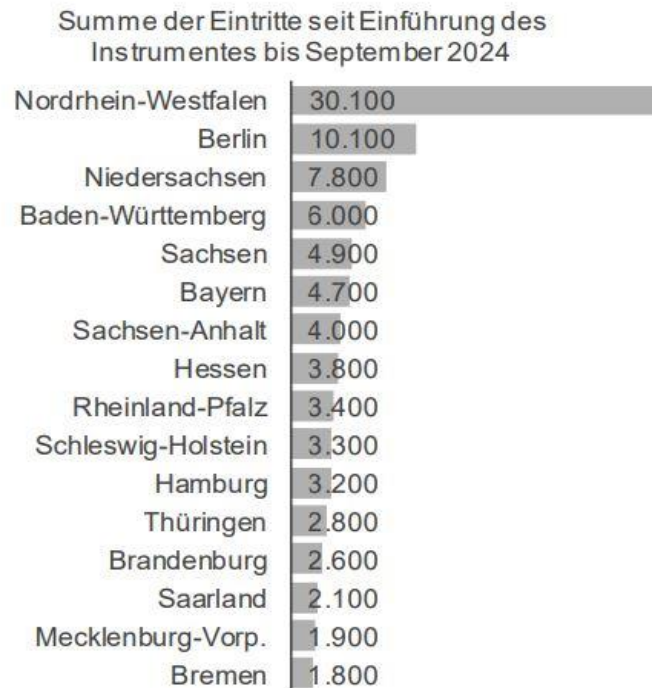 Summe der Eintritte seit Einführung des
Instrumentes bis September 2024
Nordrhein-Westfalen 30.100
Berlin 10.100
Niedersachsen 7.800
Baden-Württemberg 6.000
Sachsen 4.900
Bayern 4.700
Sachsen-Anhalt 4.000
Hessen 3.800
Rheinland-Pfalz 3.400
Schleswig-Holstein 3.300
Hamburg 3.200
Thüringen 2.800
Brandenburg 2.600
Saarland 2.100
Mecklenburg-Vorp. 1.900
Bremen 1.800